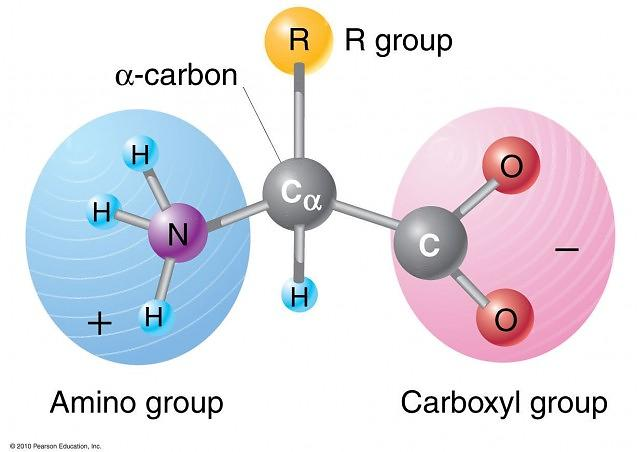 R
R group
α-carbon
H
H
N
H
+
Cα
H
C
O
O
–
Amino group
Carboxyl group
© 2010 Pearson Education, Inc.